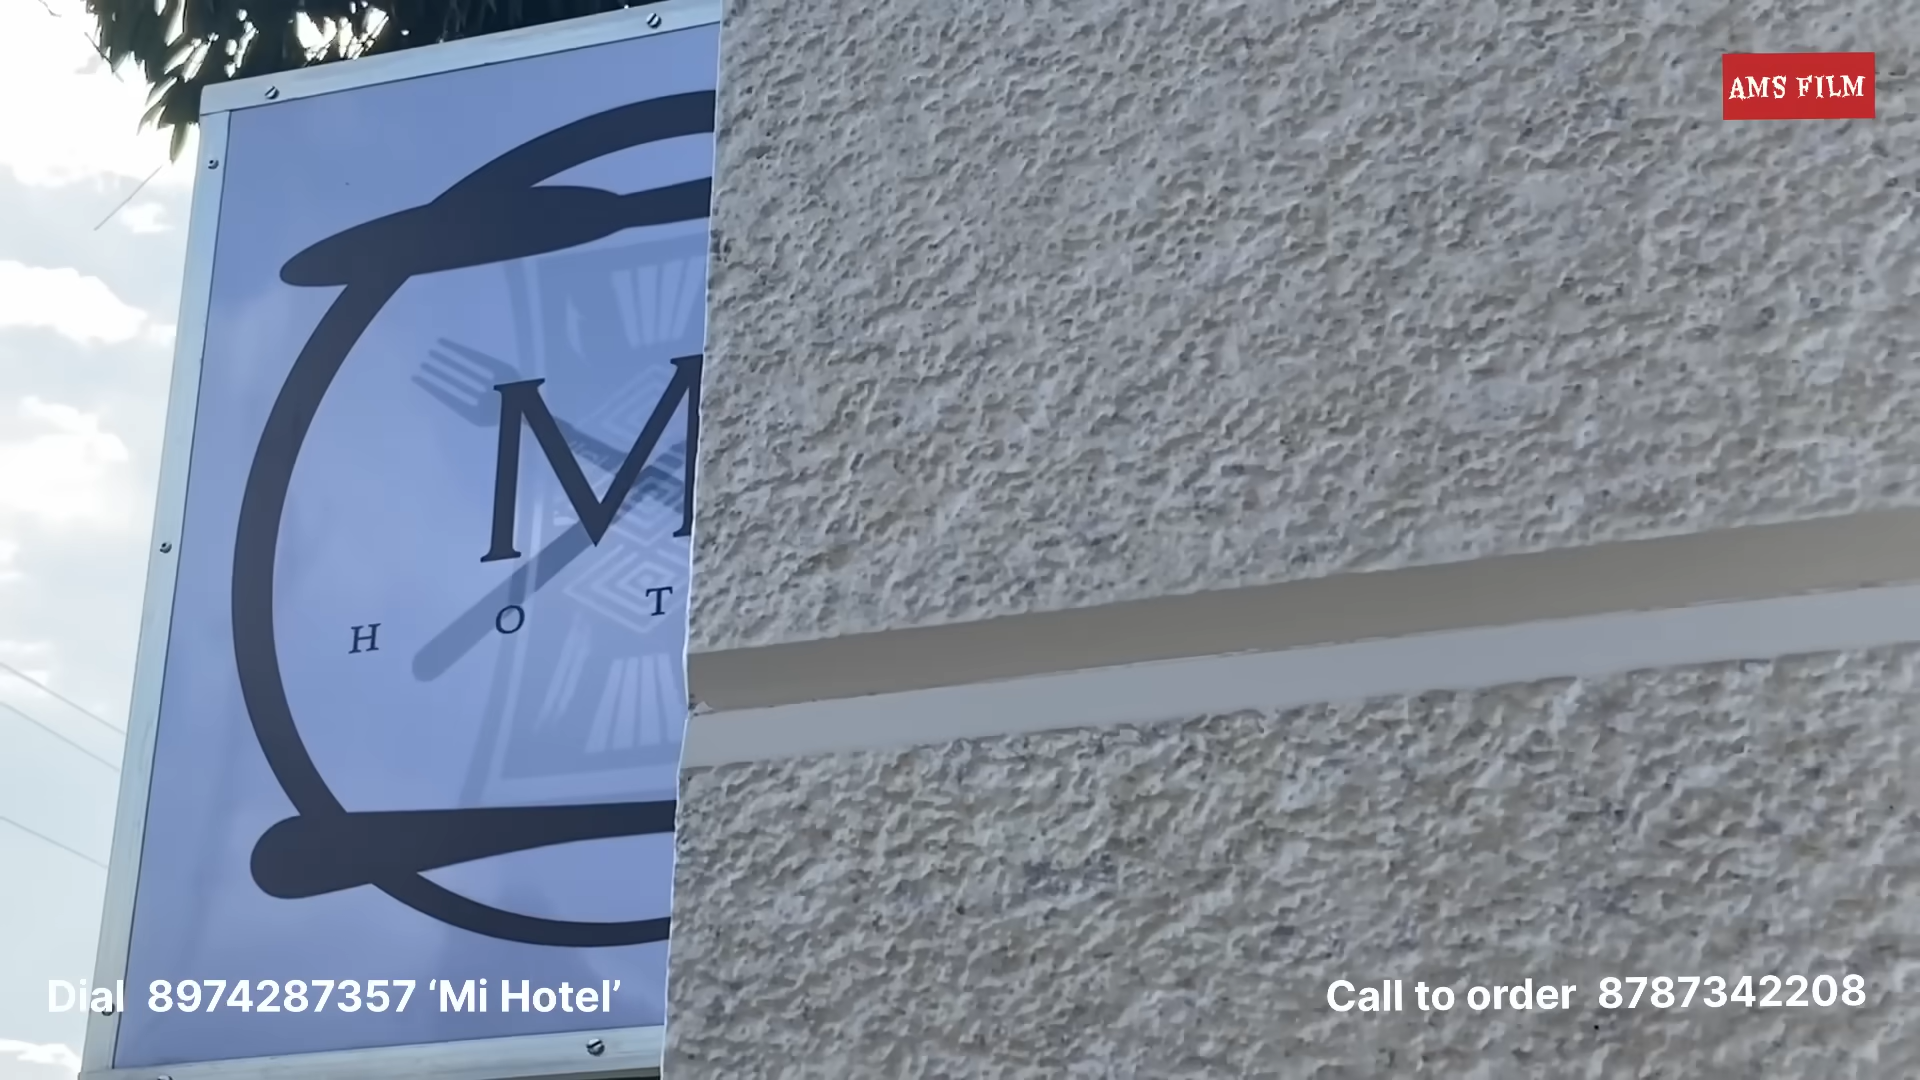 AMS FILM
M
H O T
Dial 8974287357 ‘Mi Hotel’
Call to order 8787342208